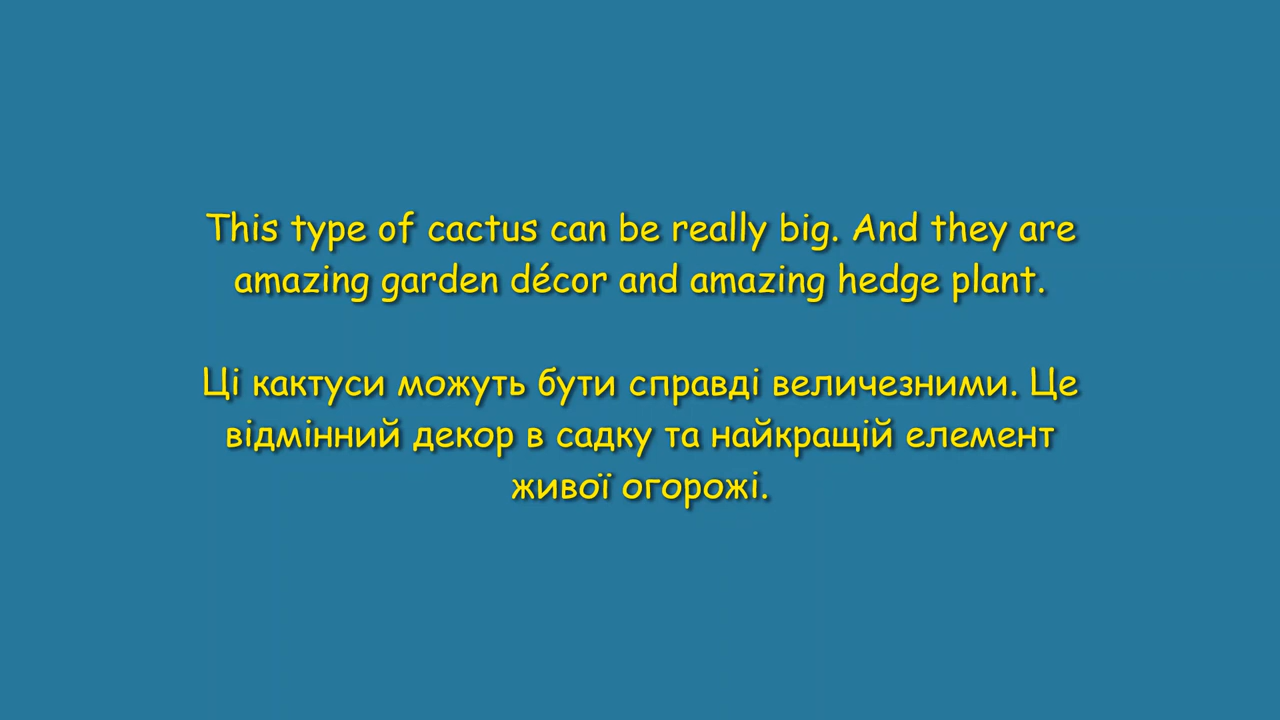 This type of cactus can be really big. And they are
amazing garden décor and amazing hedge plant.
Ці кактуси можуть бути справді величезними. Це
відмінний декор в садку та найкращій елемент
живої огорожі.